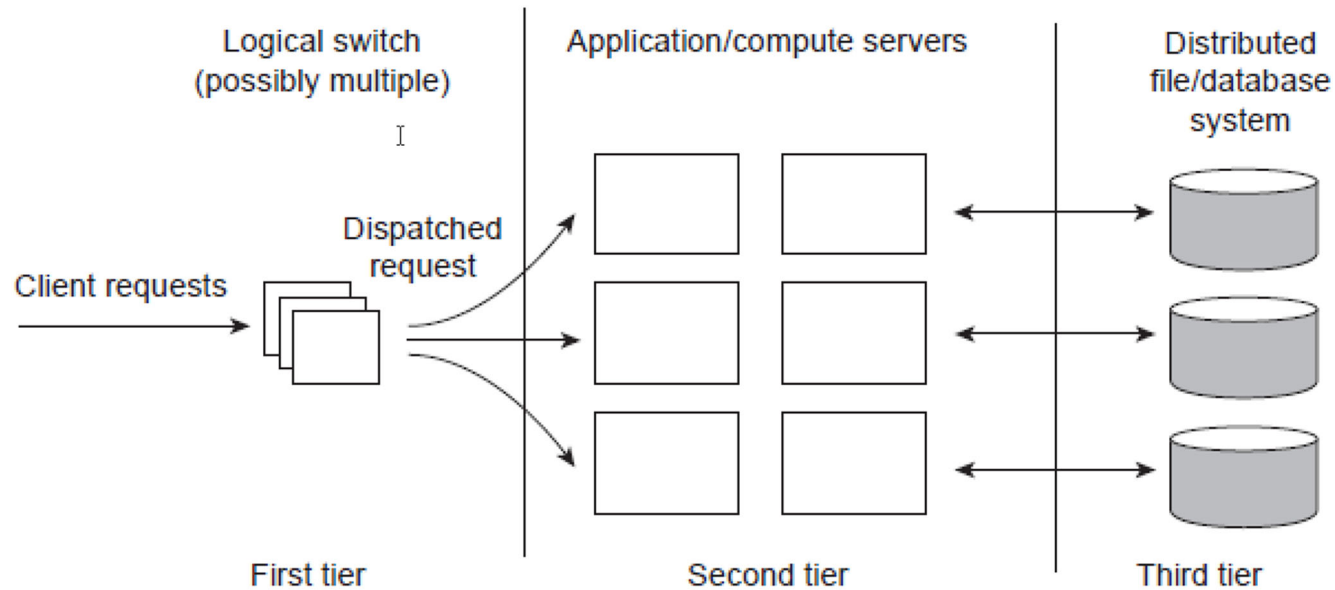 Logical switch
(possibly multiple)
Application/compute servers
Distributed
file/database
system
Dispatched
request
Client requests
First tier
Second tier
Third tier